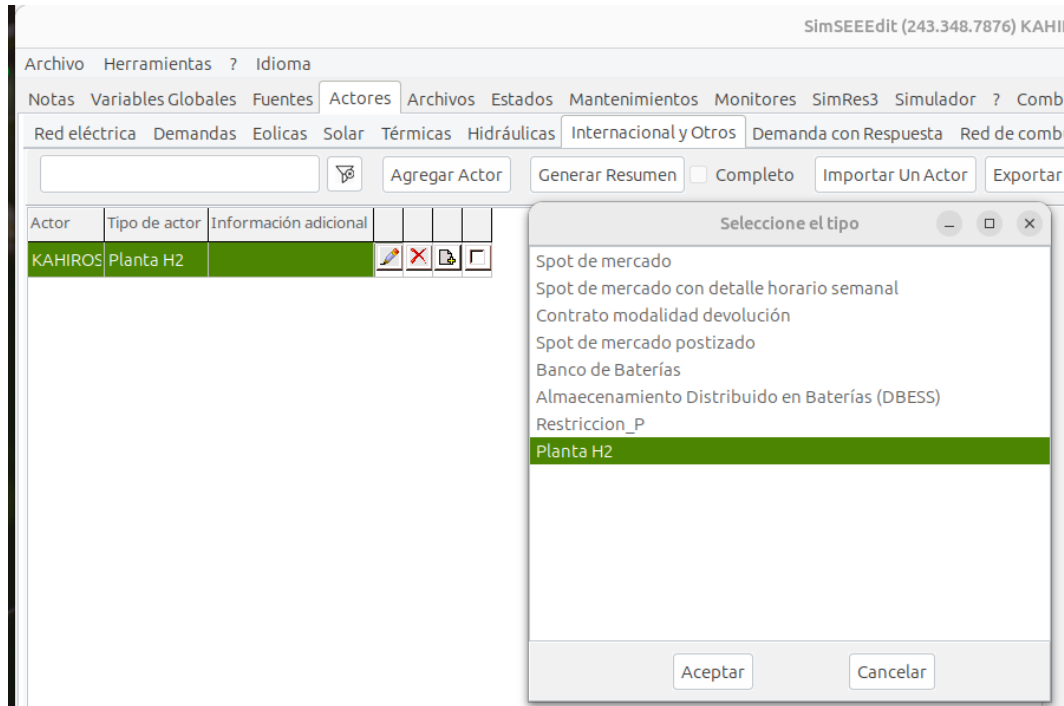 SimSEEEdit (243.348.7876) KAHI
Archivo Herramientas ? Idioma
Notas Variables Globales Fuentes Actores Archivos Estados Mantenimientos Monitores SimRes3 Simulador ? Comb
Red eléctrica Demandas Eolicas Solar Térmicas Hidráulicas Internacional y Otros Demanda con Respuesta Red de comb
Agregar Actor Generar Resumen Completo Importar Un Actor Exportar
Actor Tipo de actor Información adicional
KAHIROS Planta H2
Seleccione el tipo
Spot de mercado
Spot de mercado con detalle horario semanal
Contrato modalidad devolución
Spot de mercado postizado
Banco de Baterías
Almaecenamiento Distribuido en Baterías (DBESS)
Restriccion_P
Planta H2
Aceptar Cancelar